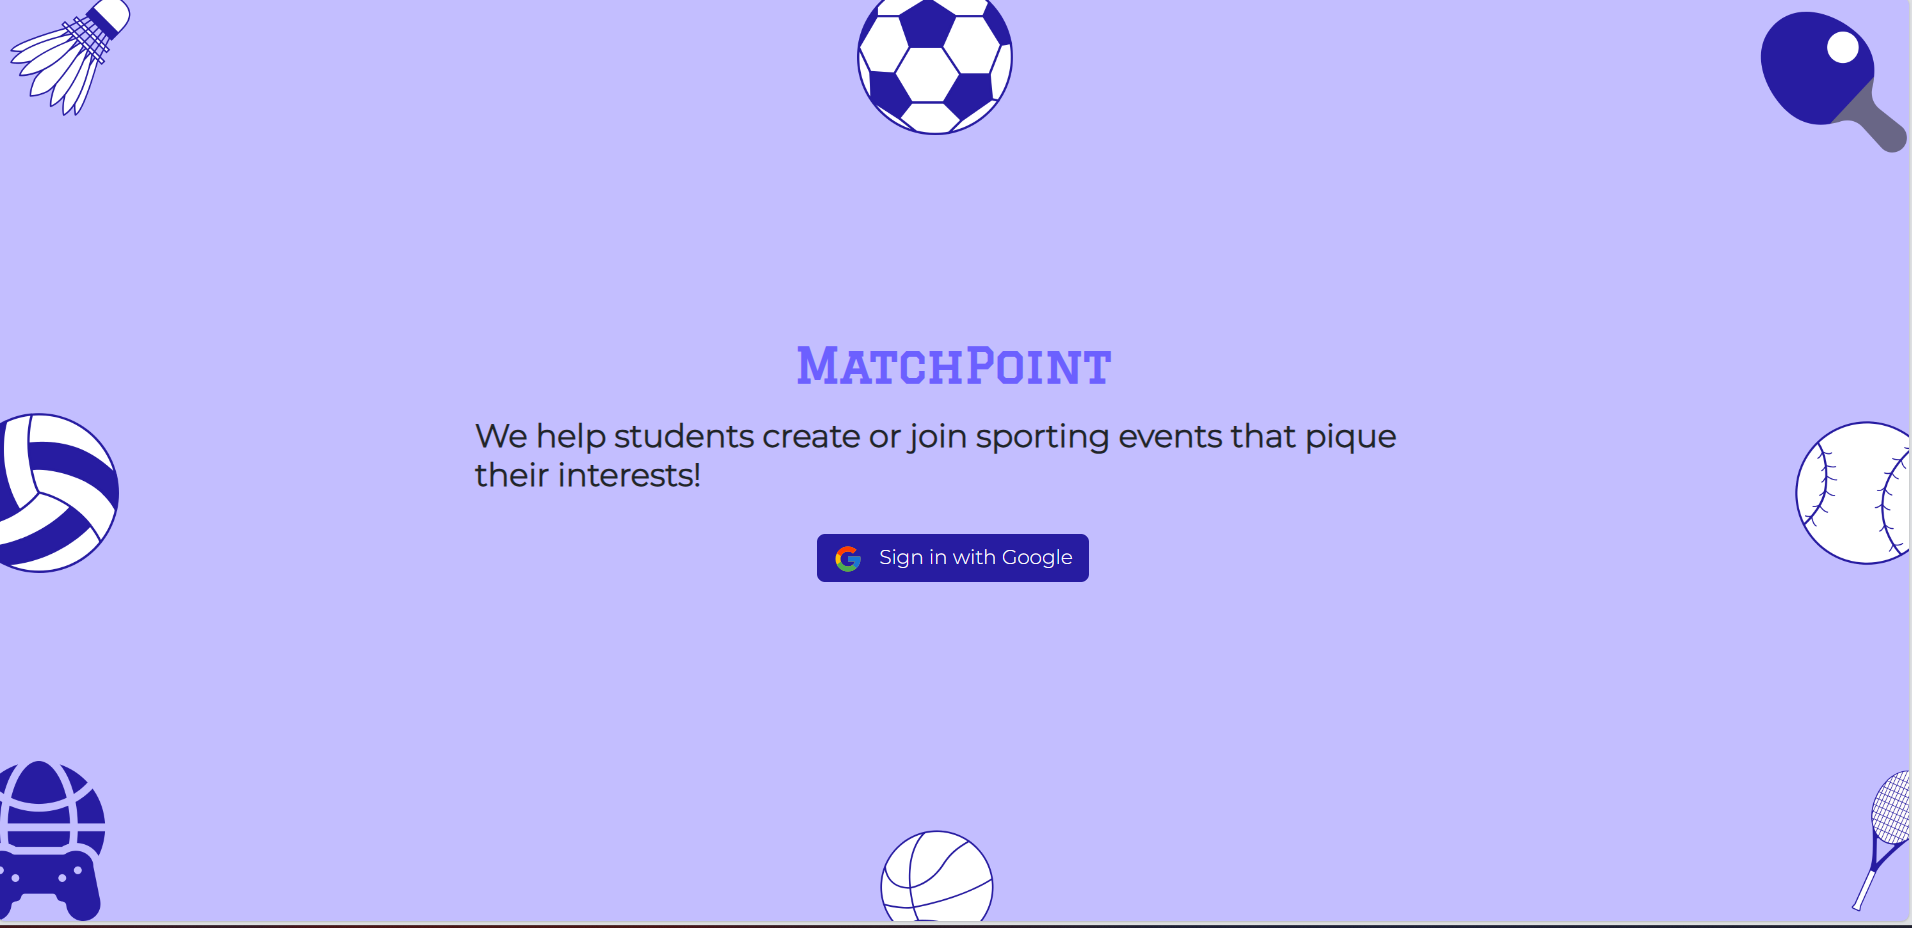 MatchPoint
We help students create or join sporting events that pique
their interests!
Sign in with Google